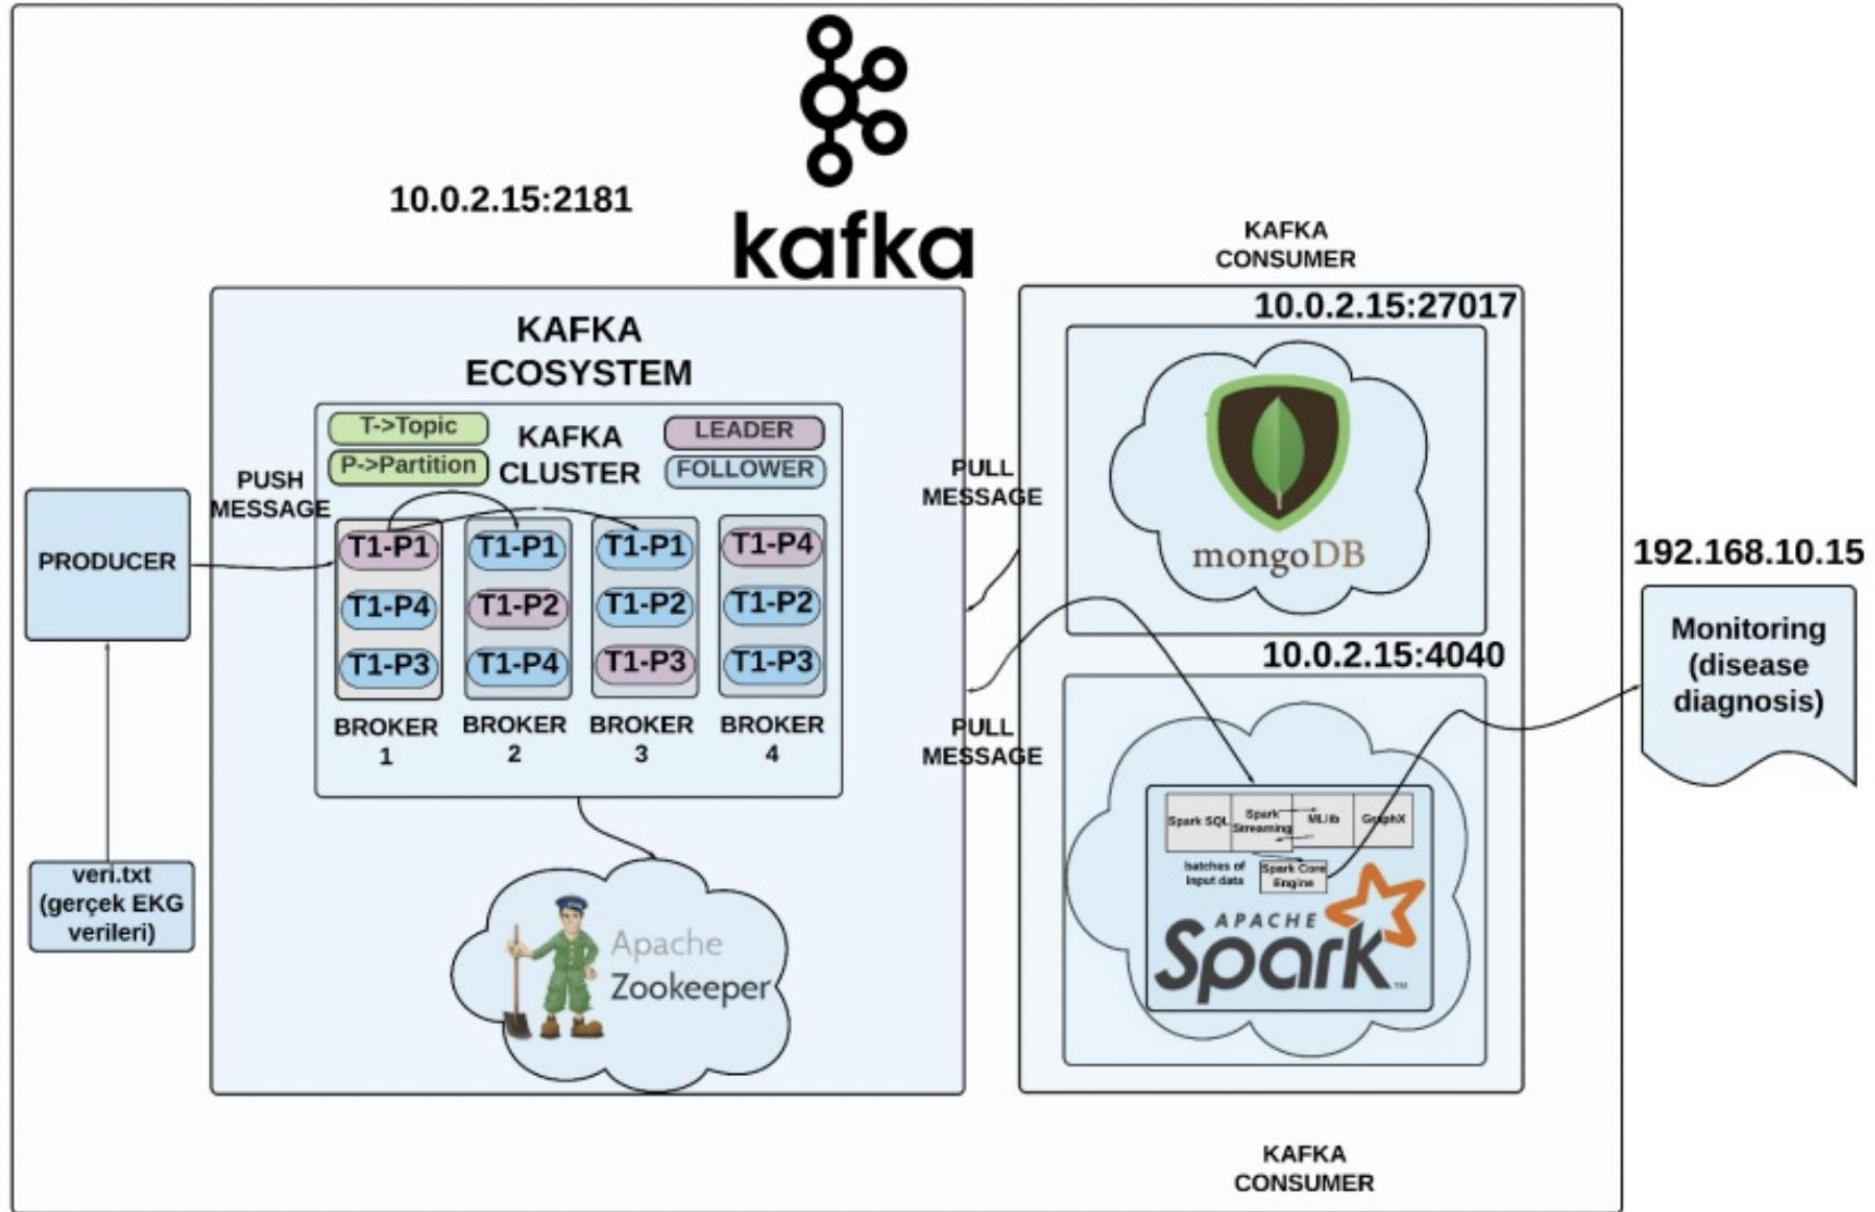 10.0.2.15:2181
kafka
KAFKA
CONSUMER
KAFKA
ECOSYSTEM
T->Topic
P->Partition
KAFKA
CLUSTER
LEADER
FOLLOWER
PUSH
MESSAGE
PRODUCER
veri.txt
(gerçek EKG
verileri)
T1-P1
T1-P4
T1-P3
BROKER
1
T1-P1
T1-P2
T1-P4
BROKER
2
T1-P1
T1-P2
T1-P3
BROKER
3
T1-P4
T1-P2
T1-P3
BROKER
4
Apache
Zookeeper
PULL
MESSAGE
PULL
MESSAGE
10.0.2.15:27017
mongoDB
10.0.2.15:4040
Spark SQL
Spark
Streaming
MLlib
GraphX
batches of
input data
Spark Core
Engine
APACHE
Spark™
192.168.10.15
Monitoring
(disease
diagnosis)
KAFKA
CONSUMER